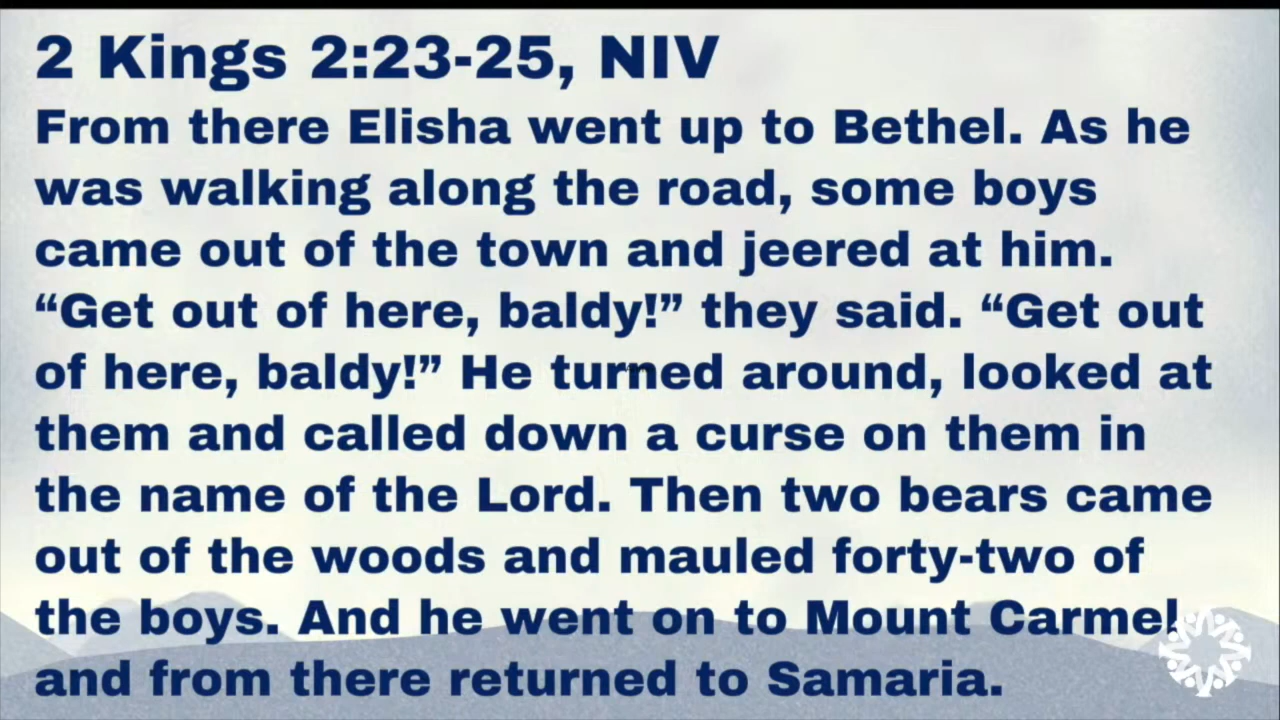 2 Kings 2:23-25, NIV
From there Elisha went up to Bethel. As he
was walking along the road, some boys
came out of the town and jeered at him.
“Get out of here, baldy!” they said. “Get out
of here, baldy!” He turned around, looked at
them and called down a curse on them in
the name of the Lord. Then two bears came
out of the woods and mauled forty-two of
the boys. And he went on to Mount Carmel
and from there returned to Samaria.